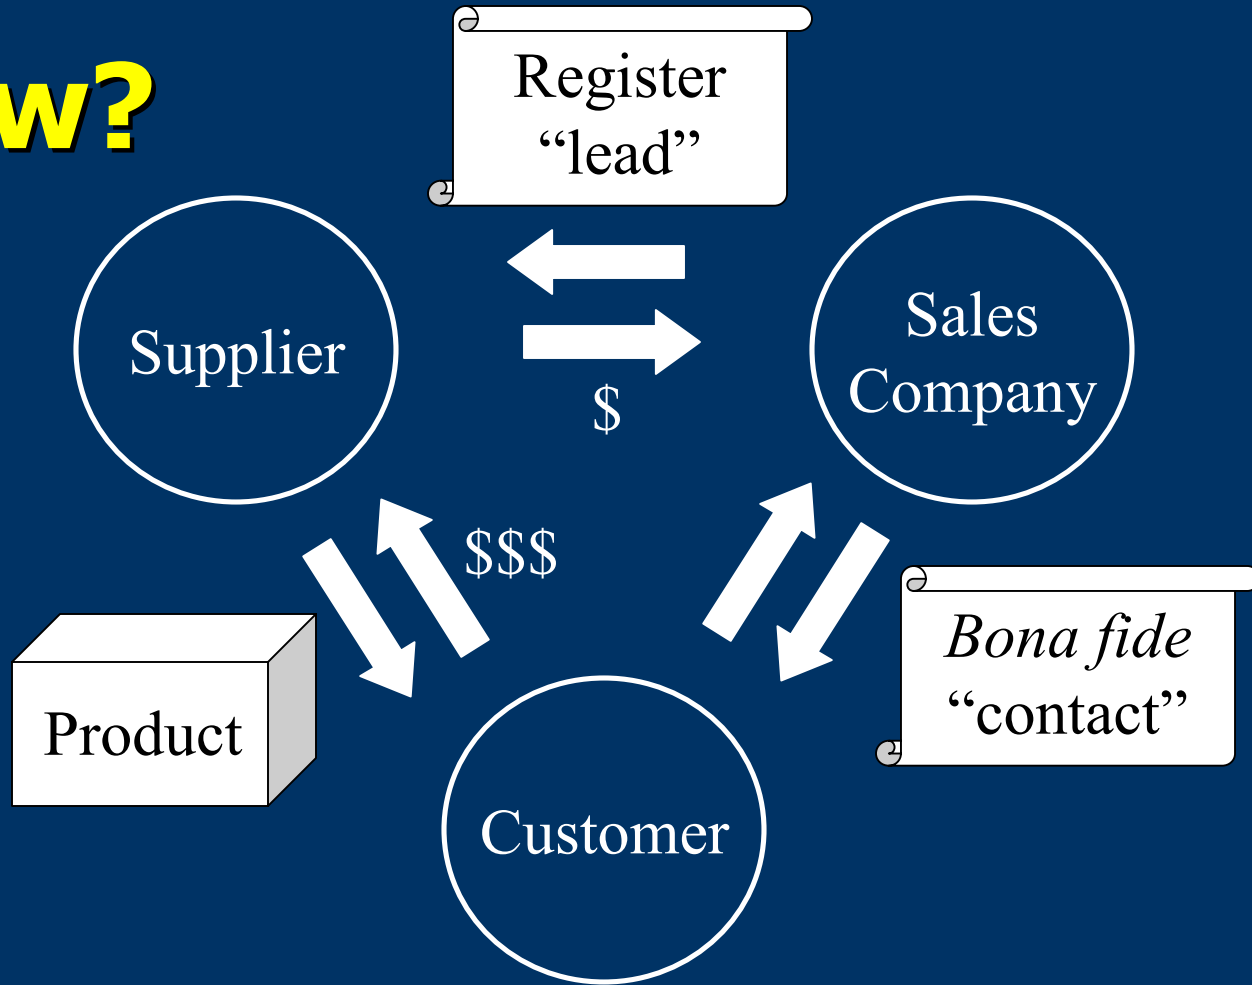 w?
Register
“lead”
Supplier
Sales
Company
$
$$$
Bona fide
“contact”
Product
Customer